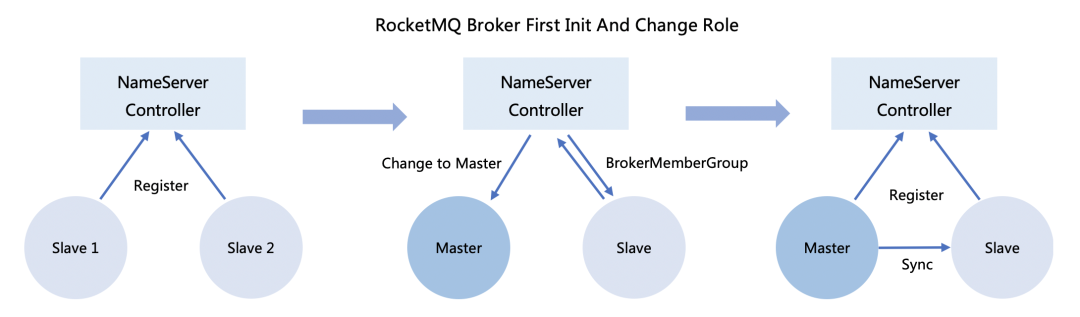 RocketMQ Broker First Init And Change Role
NameServer
Controller
Register
Slave 1
Slave 2
NameServer
Controller
Change to Master
BrokerMemberGroup
Master
Slave
NameServer
Controller
Register
Master
Slave
Sync